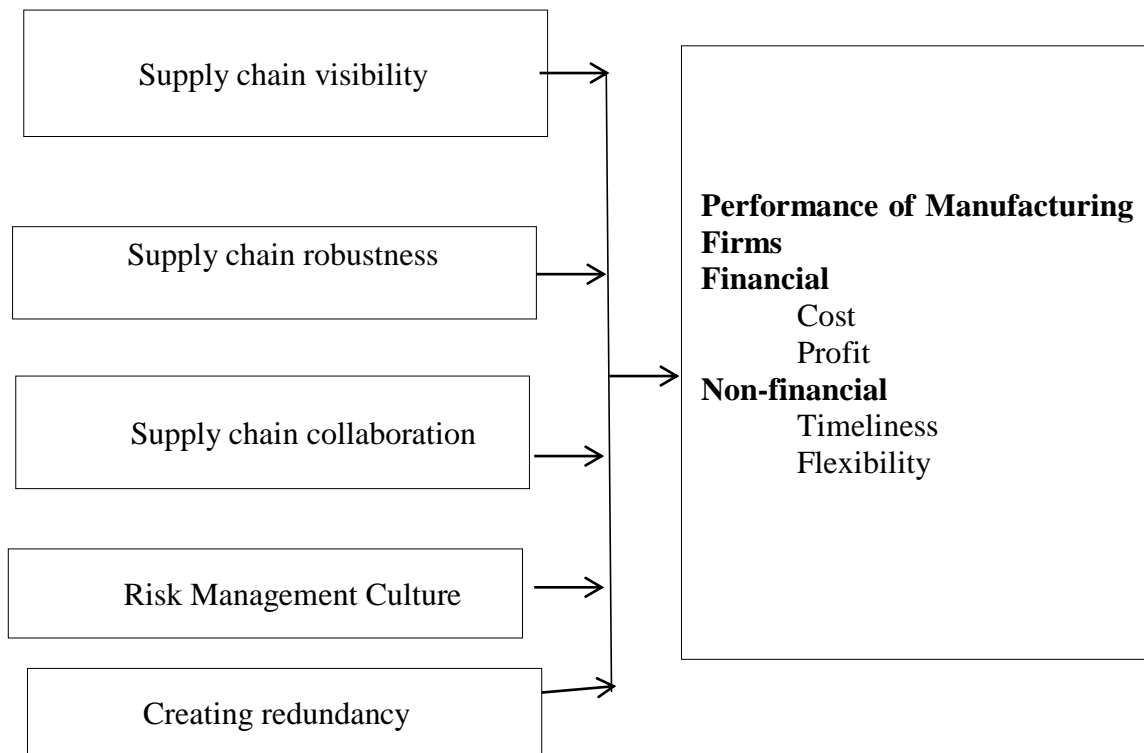 Supply chain visibility
Supply chain robustness
Supply chain collaboration
Risk Management Culture
Creating redundancy
Performance of Manufacturing
Firms
Financial
Cost
Profit
Non-financial
Timeliness
Flexibility